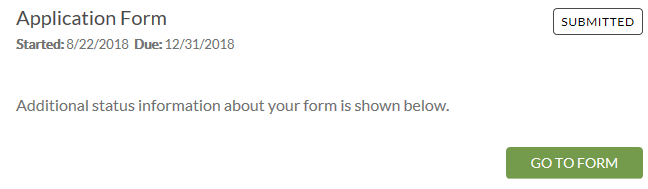 Application Form
SUBMITTED
Started: 8/22/2018 Due: 12/31/2018
Additional status information about your form is shown below.
GO TO FORM